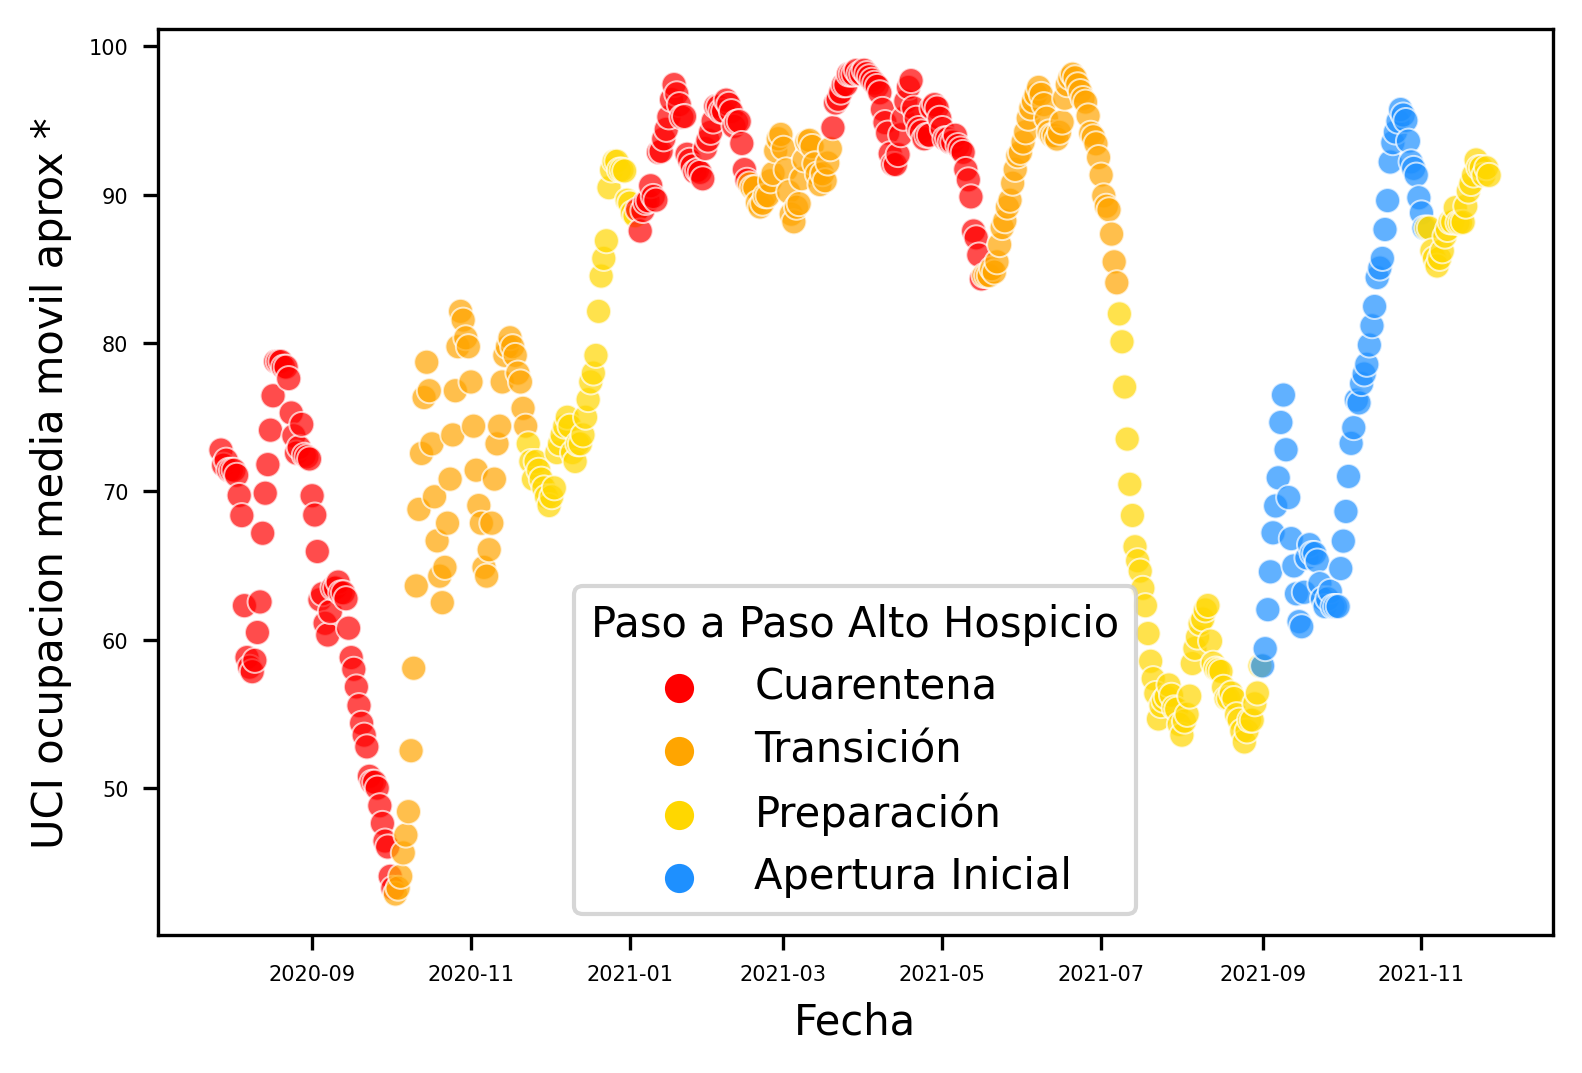 UCI ocupacion media movil aprox *
100
90
80
70
60
50
Paso a Paso Alto Hospicio
Cuarentena
Transición
Preparación
Apertura Inicial
2020-09 2020-11 2021-01 2021-03 2021-05 2021-07 2021-09 2021-11
Fecha